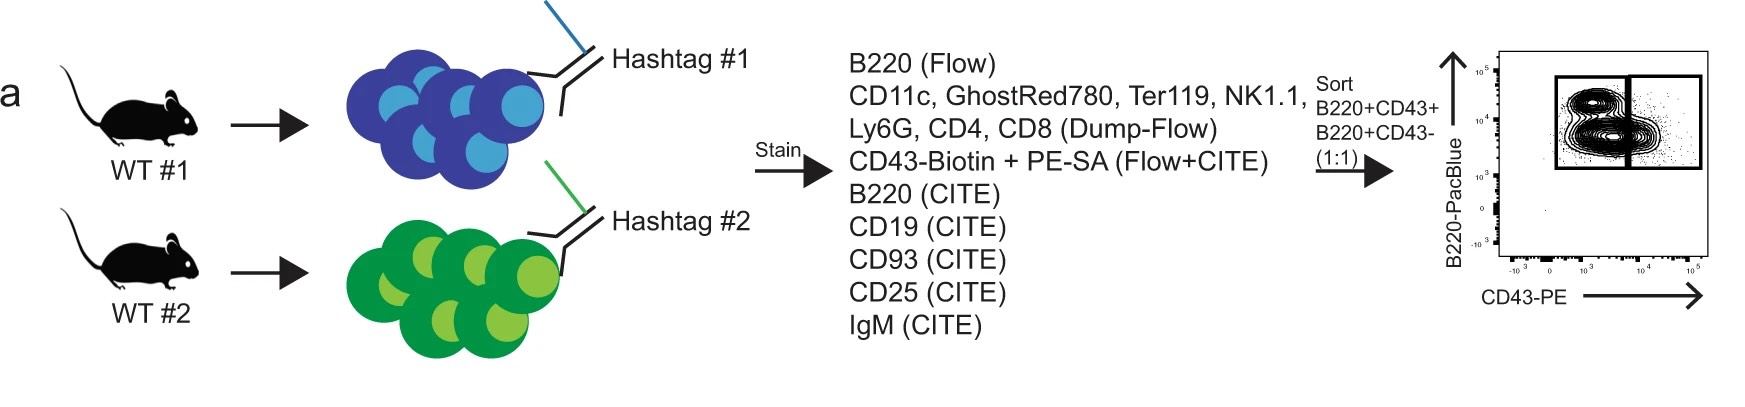 a
WT #1
WT #2
Hashtag #1
Hashtag #2
Stain
B220 (Flow)
CD11c, GhostRed780, Ter119, NK1.1,
Ly6G, CD4, CD8 (Dump-Flow)
CD43-Biotin + PE-SA (Flow+CITE)
B220 (CITE)
CD19 (CITE)
CD93 (CITE)
CD25 (CITE)
IgM (CITE)
Sort
B220+CD43+
B220+CD43-
(1:1)
B220-PacBlue
10 5
10 4
10 3
0
-10 3
-10 3
0
10 3
10 4
10 5
CD43-PE